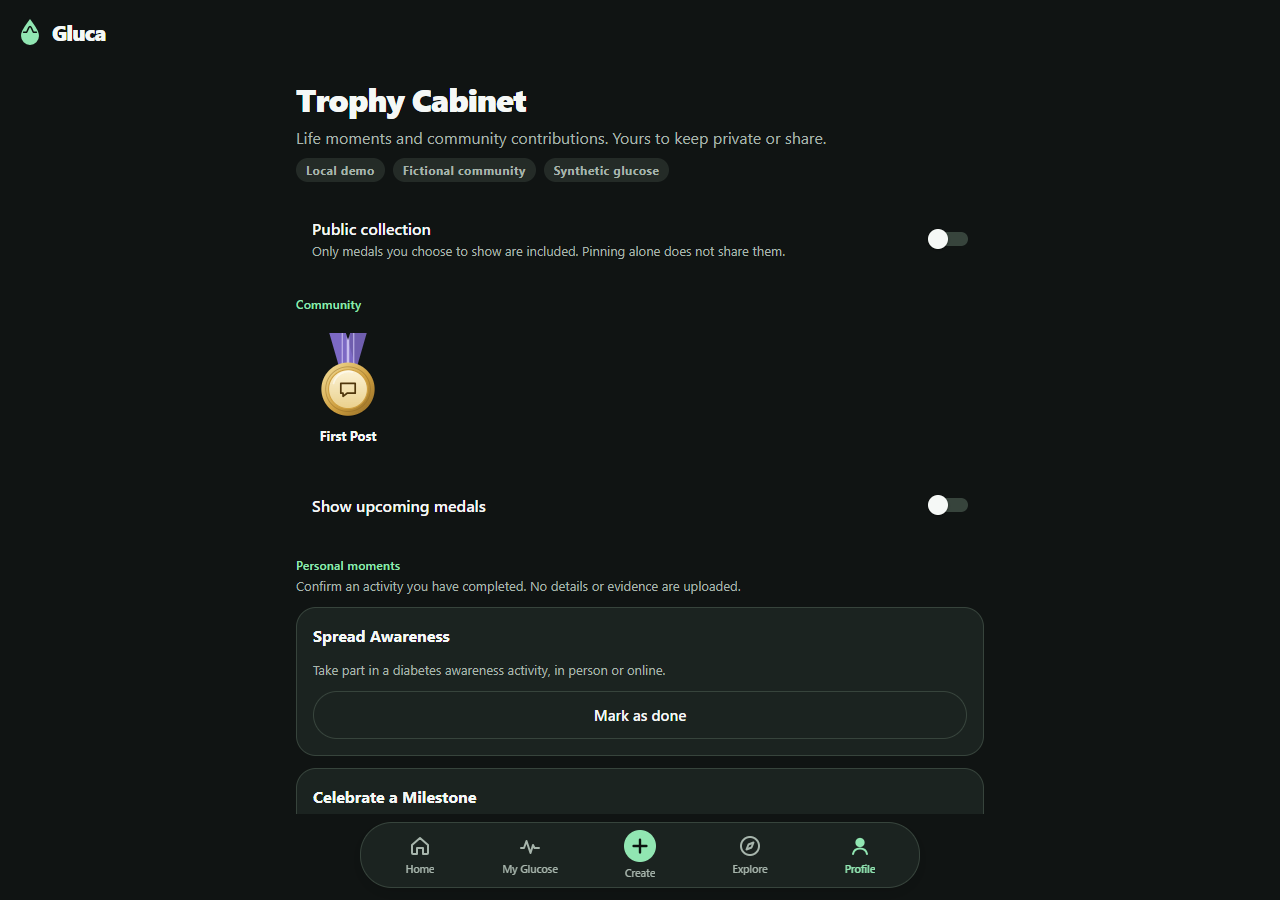 Gluca
Trophy Cabinet
Life moments and community contributions. Yours to keep private or share.
Local demo
Fictional community
Synthetic glucose
Public collection
Only medals you choose to show are included. Pinning alone does not share them.
Community
First Post
Show upcoming medals
Personal moments
Confirm an activity you have completed. No details or evidence are uploaded.
Spread Awareness
Take part in a diabetes awareness activity, in person or online.
Mark as done
Celebrate a Milestone
Home
My Glucose
Create
Explore
Profile